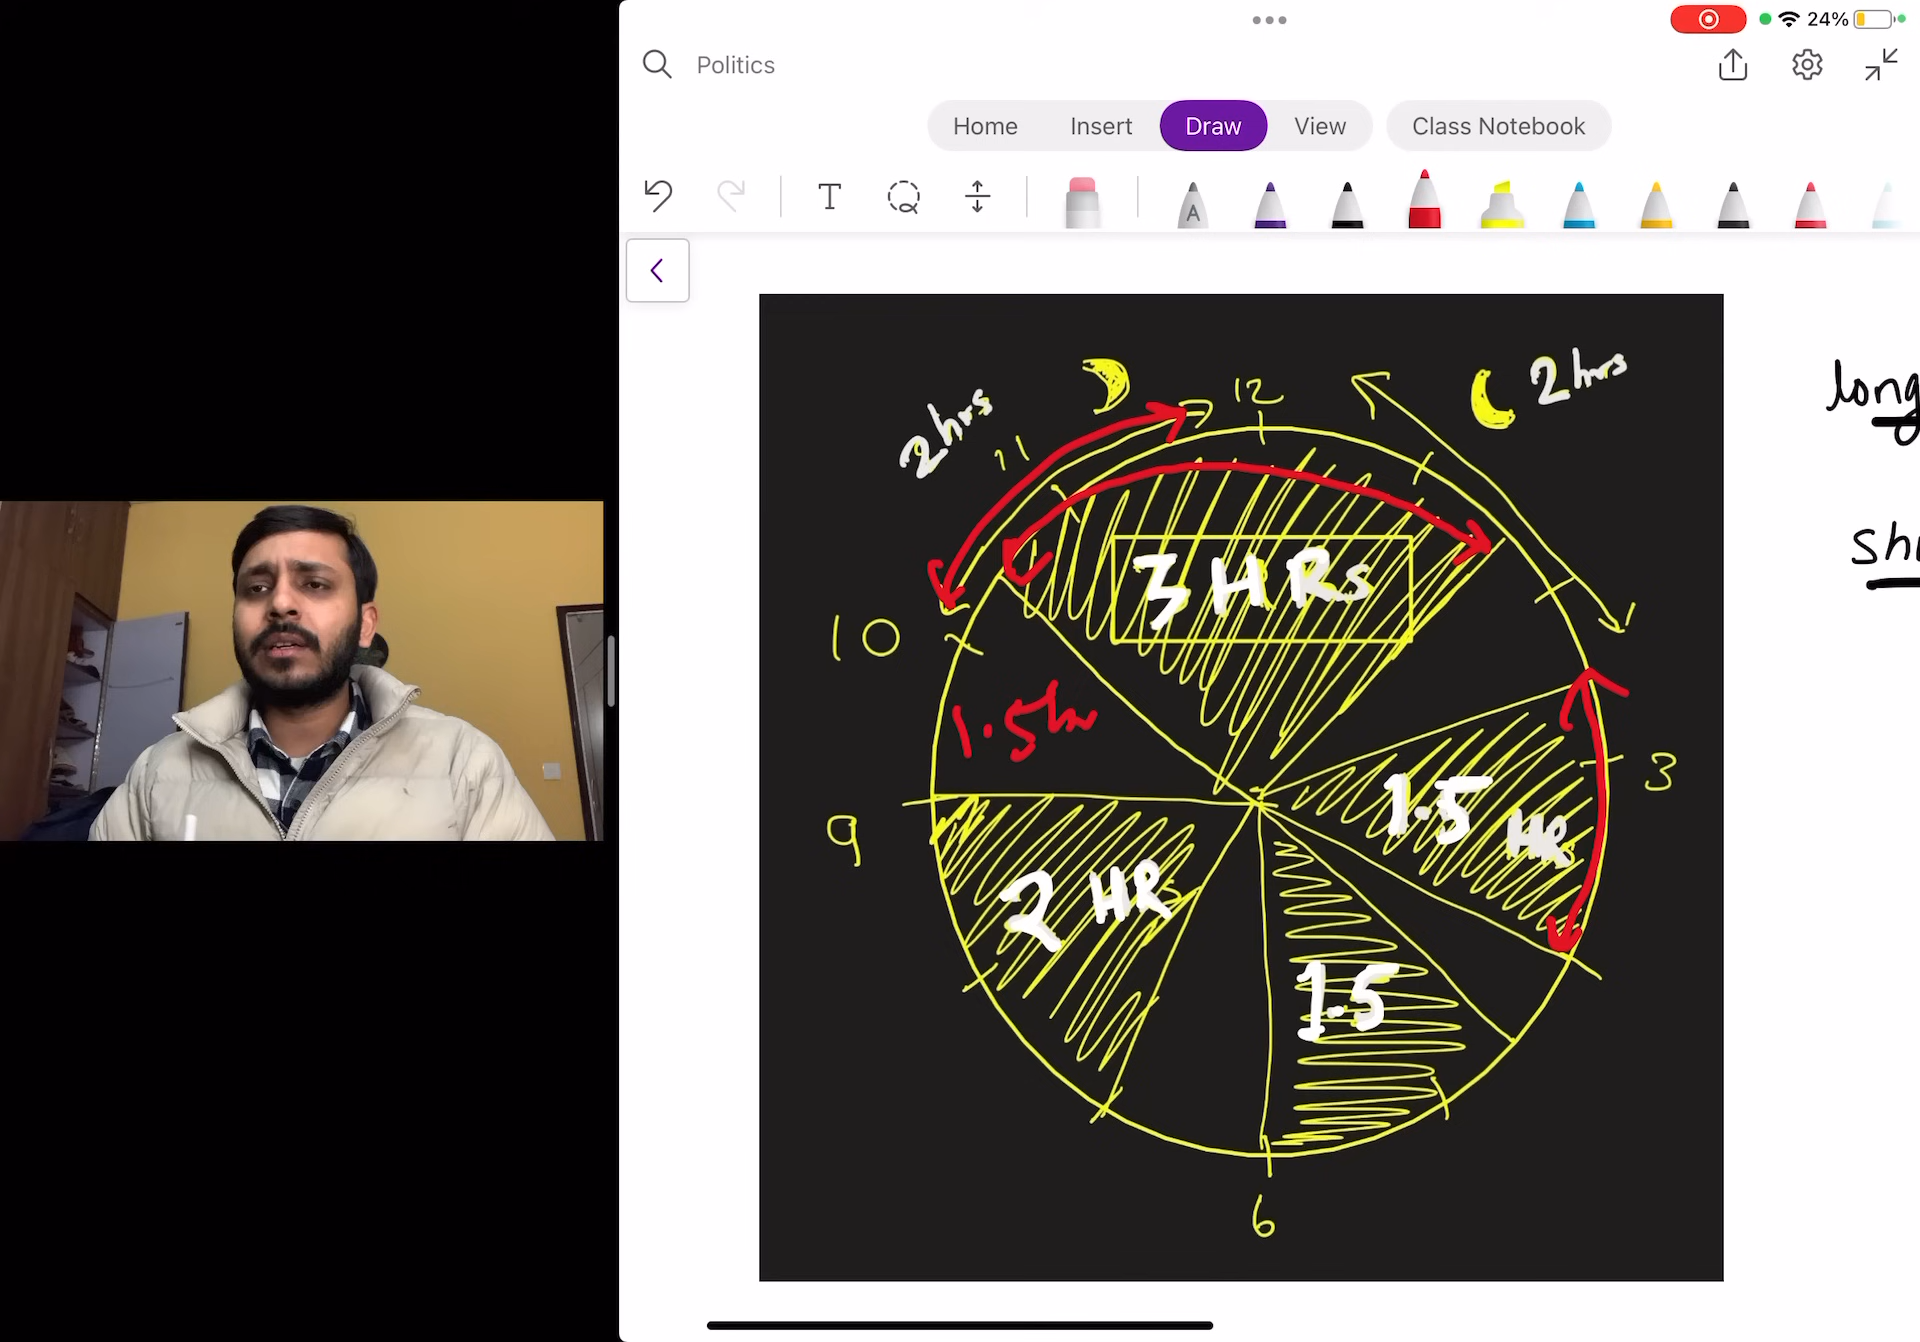 24%
Politics
Home Insert Draw View Class Notebook
T
A
12
2hrs
2hrs
11
long
3 HRs
sh
10
1.5hr
3
1.5
HR
9
2 HRs
1.5
6